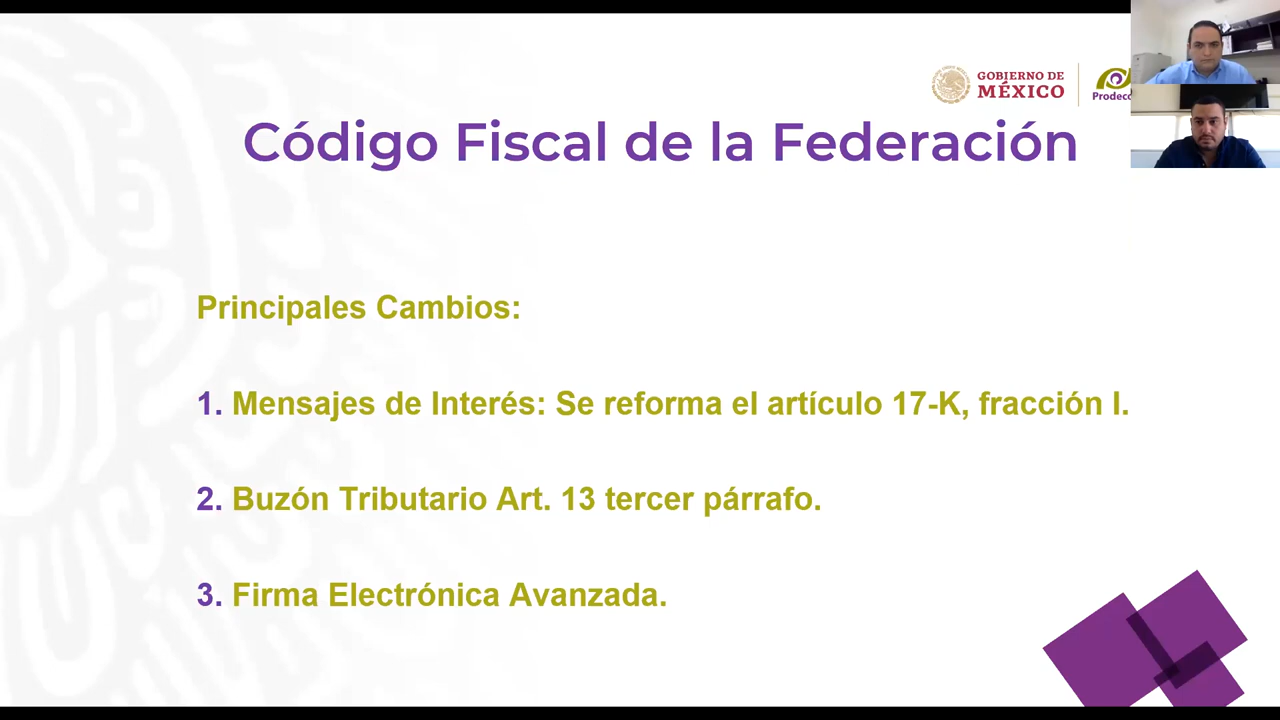 GOBIERNO DE
MÉXICO
Código Fiscal de la Federación
Principales Cambios:
1. Mensajes de Interés: Se reforma el artículo 17-K, fracción I.
2. Buzón Tributario Art. 13 tercer párrafo.
3. Firma Electrónica Avanzada.